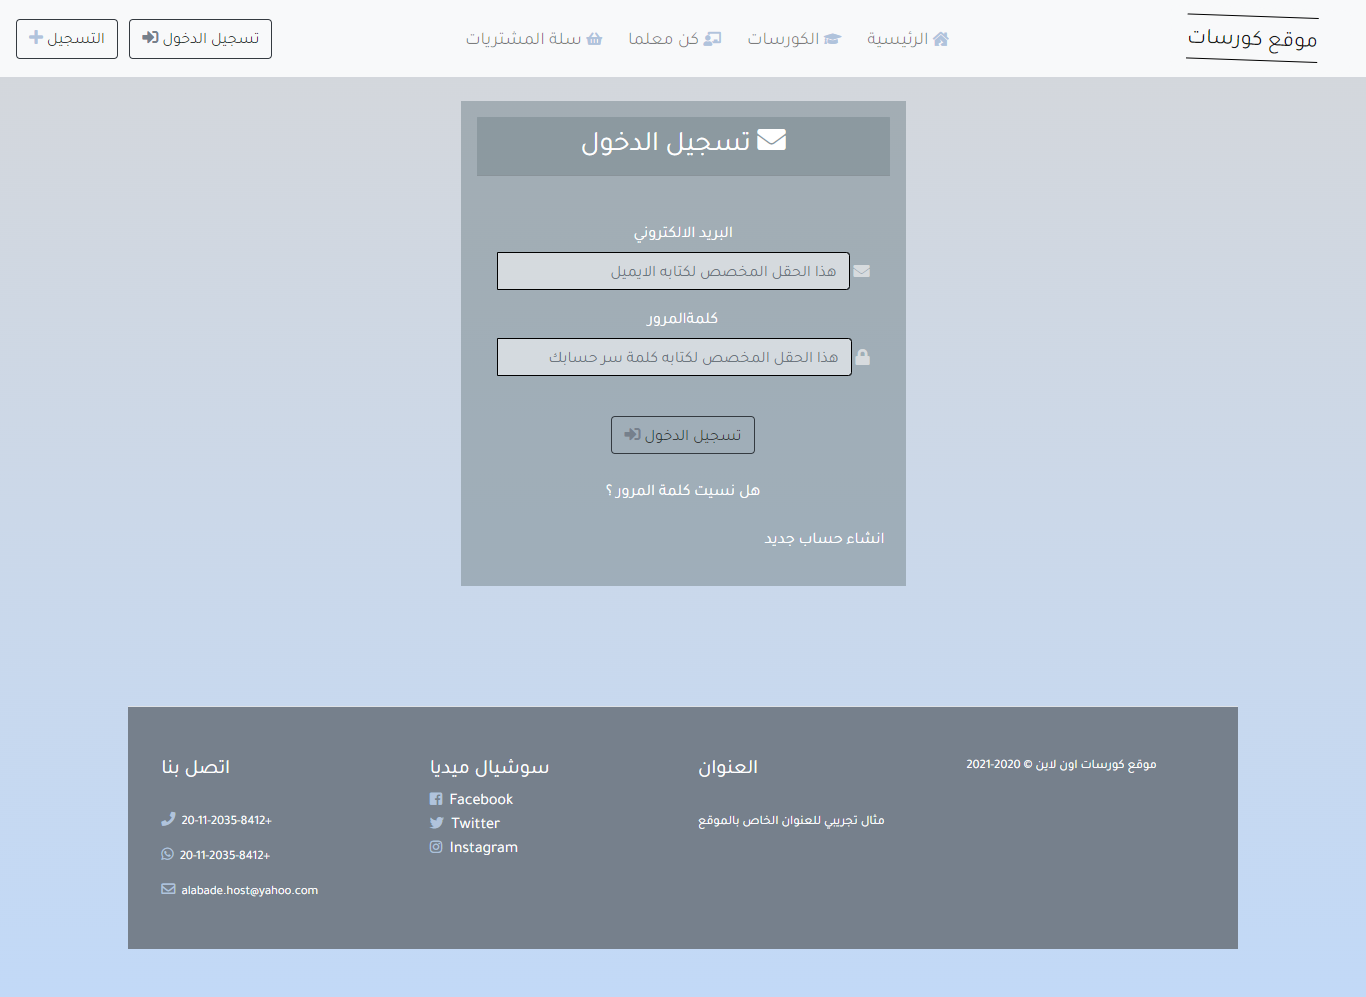 موقع كورسات
الرئيسية
الكورسات
كن معلما
سلة المشتريات
تسجيل الدخول
التسجيل
تسجيل الدخول
البريد الالكتروني
هذا الحقل المخصص لكتابه الايميل
كلمةالمرور
هذا الحقل المخصص لكتابه كلمة سر حسابك
تسجيل الدخول
هل نسيت كلمة المرور ؟
انشاء حساب جديد
موقع كورسات اون لاين © 2020-2021
العنوان
مثال تجريبي للعنوان الخاص بالموقع
سوشيال ميديا
Facebook
Twitter
Instagram
اتصل بنا
20-11-2035-8412+
20-11-2035-8412+
alabade.host@yahoo.com